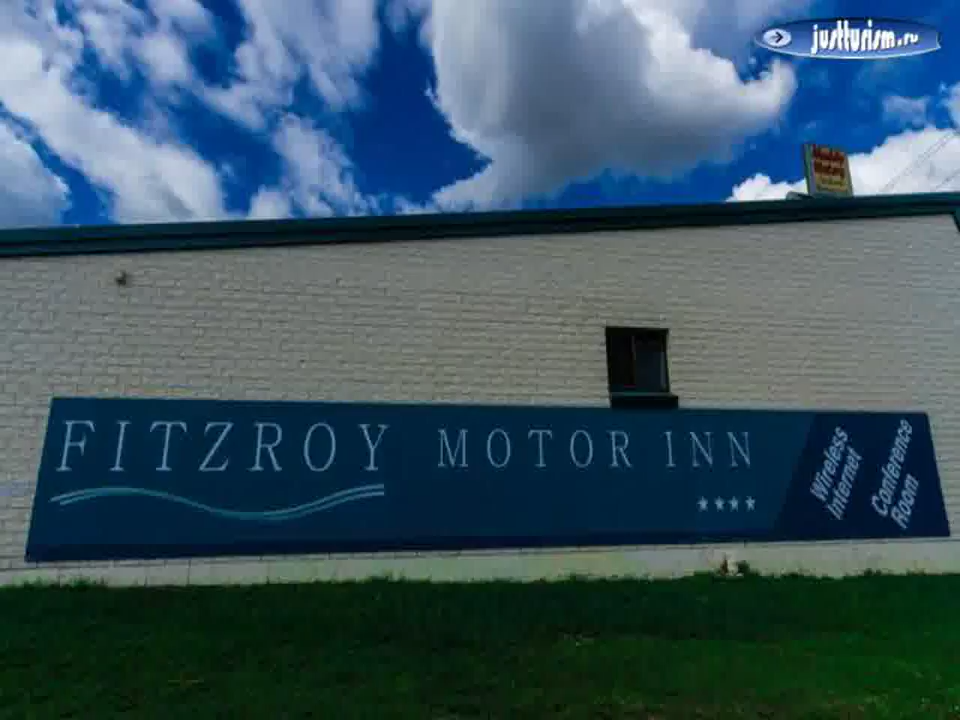 justturism.ru
FITZROY MOTOR INN
★★★★
Wireless
Internet
Conference
Room